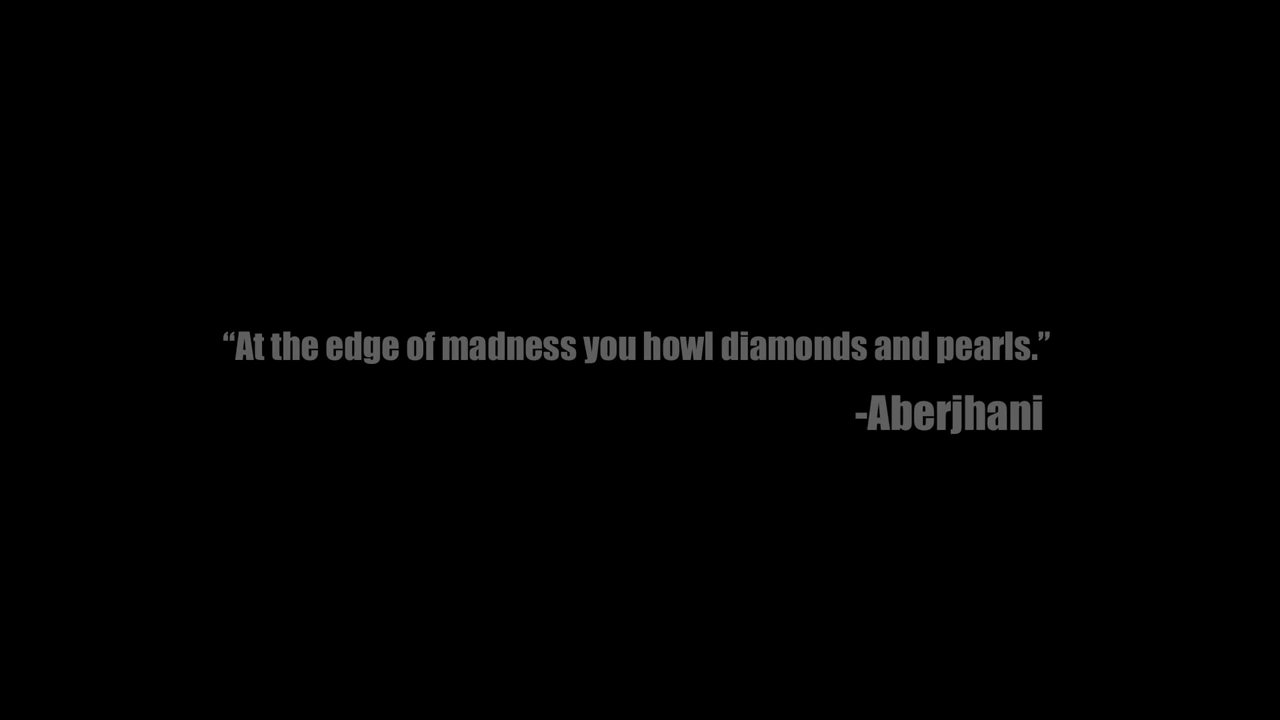 “At the edge of madness you howl diamonds and pearls.”
-Aberjhani